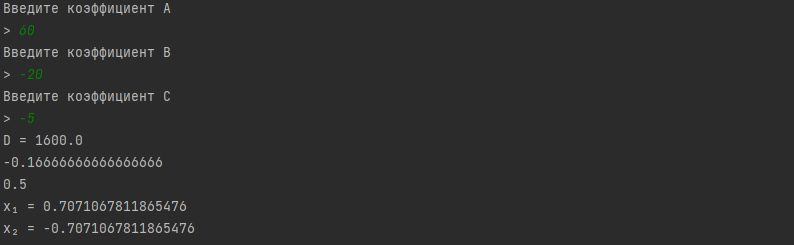 Введите коэффициент A
> 60
Введите коэффициент B
> -20
Введите коэффициент C
> -5
D = 1600.0
-0.16666666666666666
0.5
x₁ = 0.7071067811865476
x₂ = -0.7071067811865476